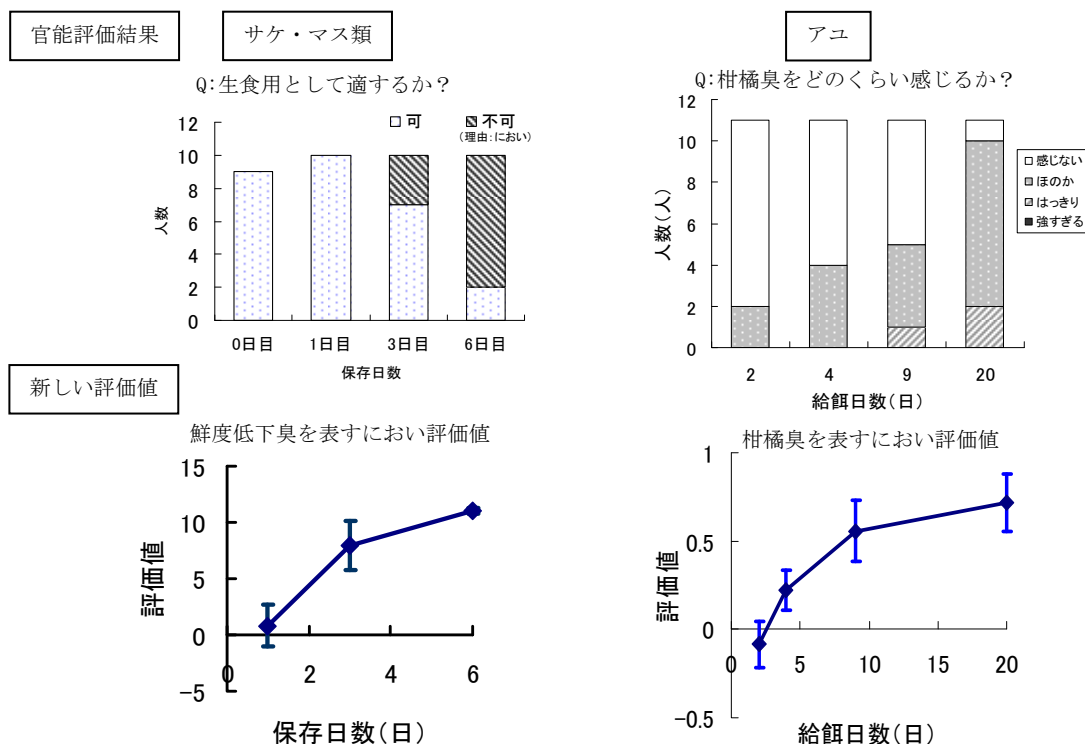 官能評価結果
サケ・マス類
アユ
Q:生食用として適するか？
Q:柑橘臭をどのくらい感じるか？
可
不可
(理由:におい)
12
10
8
6
4
2
0
人数
0日目 1日目 3日目 6日目
保存日数
12
10
8
6
4
2
0
人数(人)
感じない
ほのか
はっきり
強すぎる
2 4 9 20
給餌日数(日)
新しい評価値
鮮度低下臭を表すにおい評価値
柑橘臭を表すにおい評価値
15
10
5
0
-5
評価値
0 2 4 6
保存日数(日)
1
0.5
0
-0.5
評価値
0 5 10 15 20
給餌日数(日)